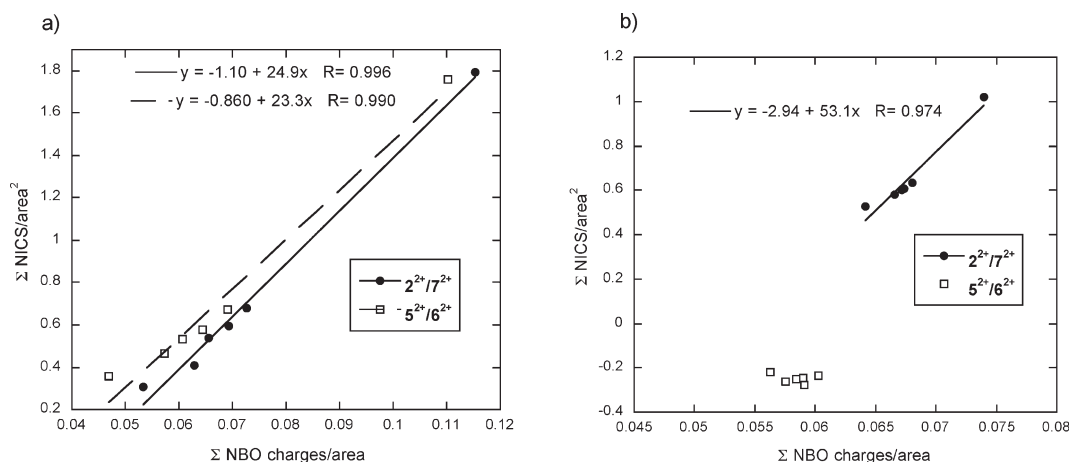 a)
y = -1.10 + 24.9x R= 0.996
- y = -0.860 + 23.3x R= 0.990
Σ NICS/area²
1.8
1.6
1.4
1.2
1
0.8
0.6
0.4
0.2
2²⁺/7²⁺
5²⁺/6²⁺
0.04 0.05 0.06 0.07 0.08 0.09 0.1 0.11 0.12
Σ NBO charges/area
b)
y = -2.94 + 53.1x R= 0.974
Σ NICS/area²
1.2
1
0.8
0.6
0.4
0.2
0
-0.2
-0.4
2²⁺/7²⁺
5²⁺/6²⁺
0.045 0.05 0.055 0.06 0.065 0.07 0.075 0.08
Σ NBO charges/area